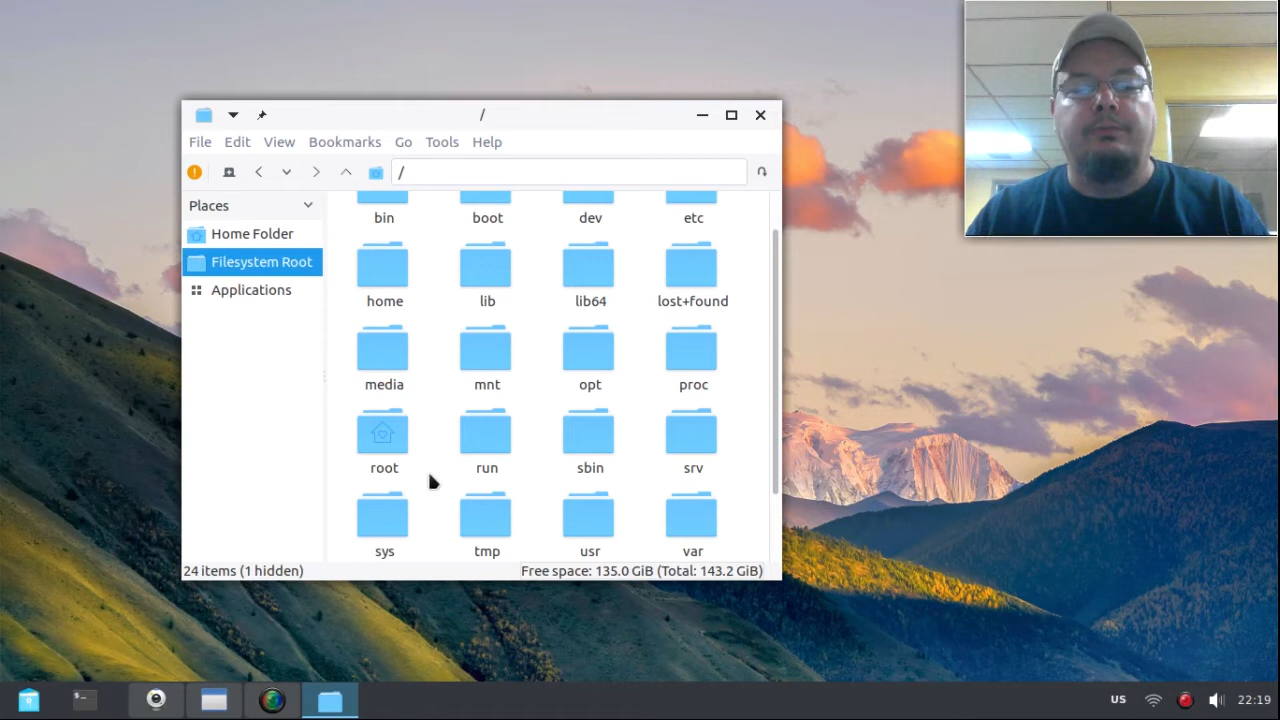 /
File Edit View Bookmarks Go Tools Help
/
Places
Home Folder
Filesystem Root
Applications
bin boot dev etc
home lib lib64 lost+found
media mnt opt proc
root run sbin srv
sys tmp usr var
24 items (1 hidden) Free space: 135.0 GiB (Total: 143.2 GiB)
US 22:19